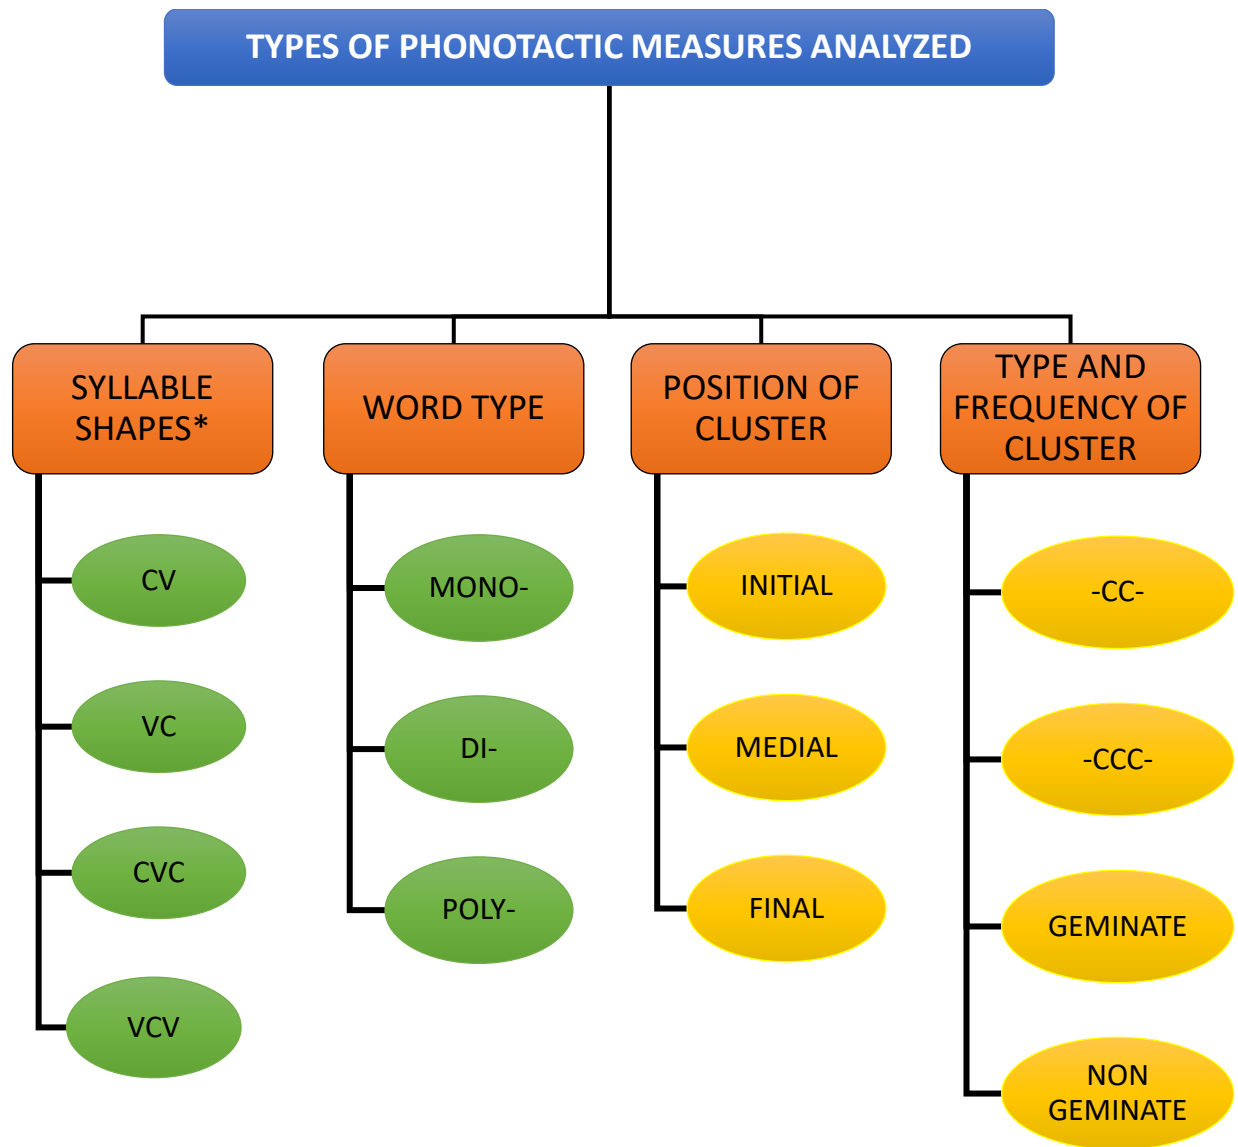 TYPES OF PHONOTACTIC MEASURES ANALYZED
SYLLABLE
SHAPES*
CV
VC
CVC
VCV
WORD TYPE
MONO-
DI-
POLY-
POSITION OF
CLUSTER
INITIAL
MEDIAL
FINAL
TYPE AND
FREQUENCY OF
CLUSTER
-CC-
-CCC-
GEMINATE
NON
GEMINATE